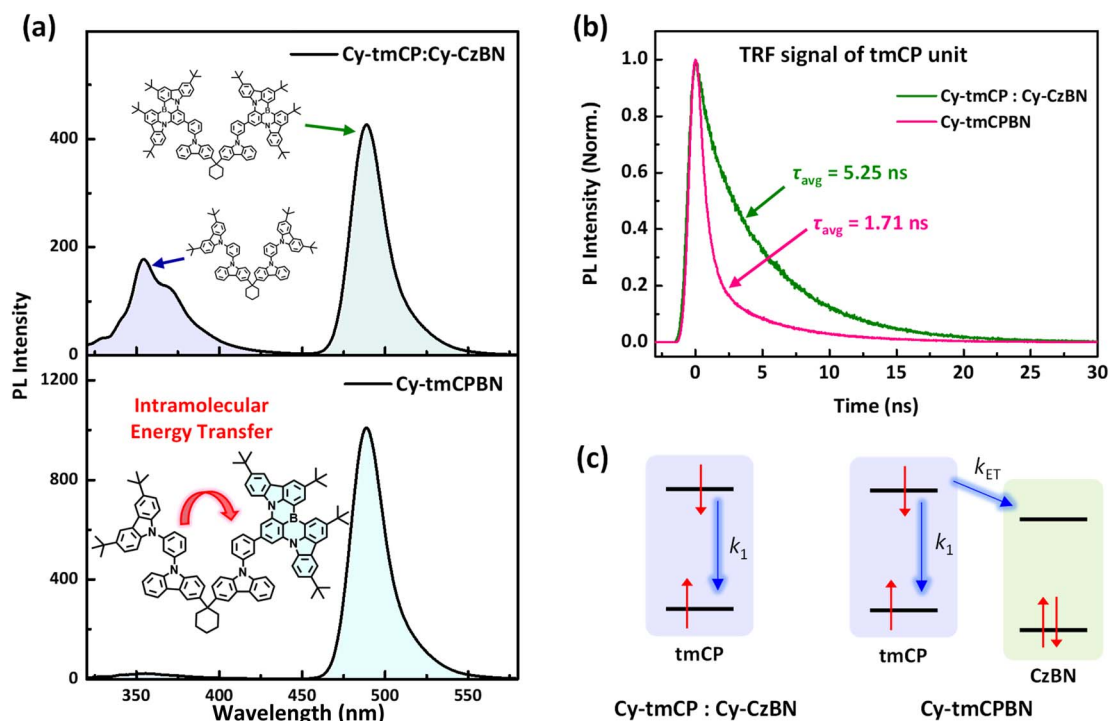 (a)
Cy-tmCP:Cy-CzBN
400
200
0
PL Intensity
1200
Cy-tmCPBN
Intramolecular
Energy Transfer
800
400
0
350
400
450
500
550
Wavelength (nm)
B
B
N
N
N
N
N
N
N
N
N
N
N
N
B
N
N
N
(b)
TRF signal of tmCP unit
Cy-tmCP : Cy-CzBN
Cy-tmCPBN
τavg = 5.25 ns
τavg = 1.71 ns
PL Intensity (Norm.)
1.0
0.8
0.6
0.4
0.2
0.0
0
5
10
15
20
25
30
Time (ns)
(c)
k1
tmCP
Cy-tmCP : Cy-CzBN
kET
k1
tmCP
CzBN
Cy-tmCPBN